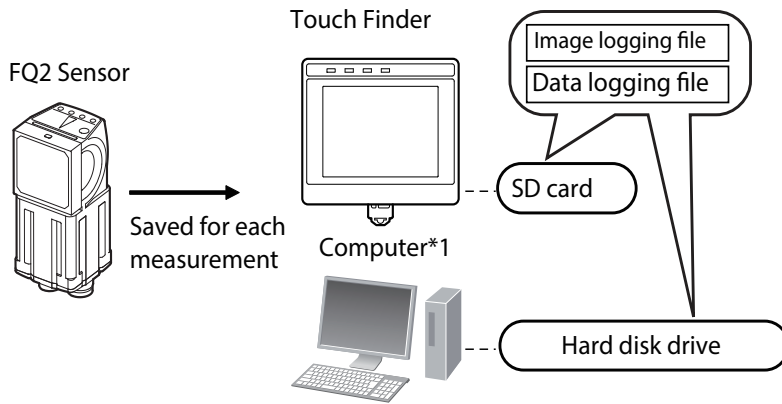 Touch Finder
Image logging file
Data logging file
FQ2 Sensor
SD card
Saved for each
measurement
Computer*1
Hard disk drive